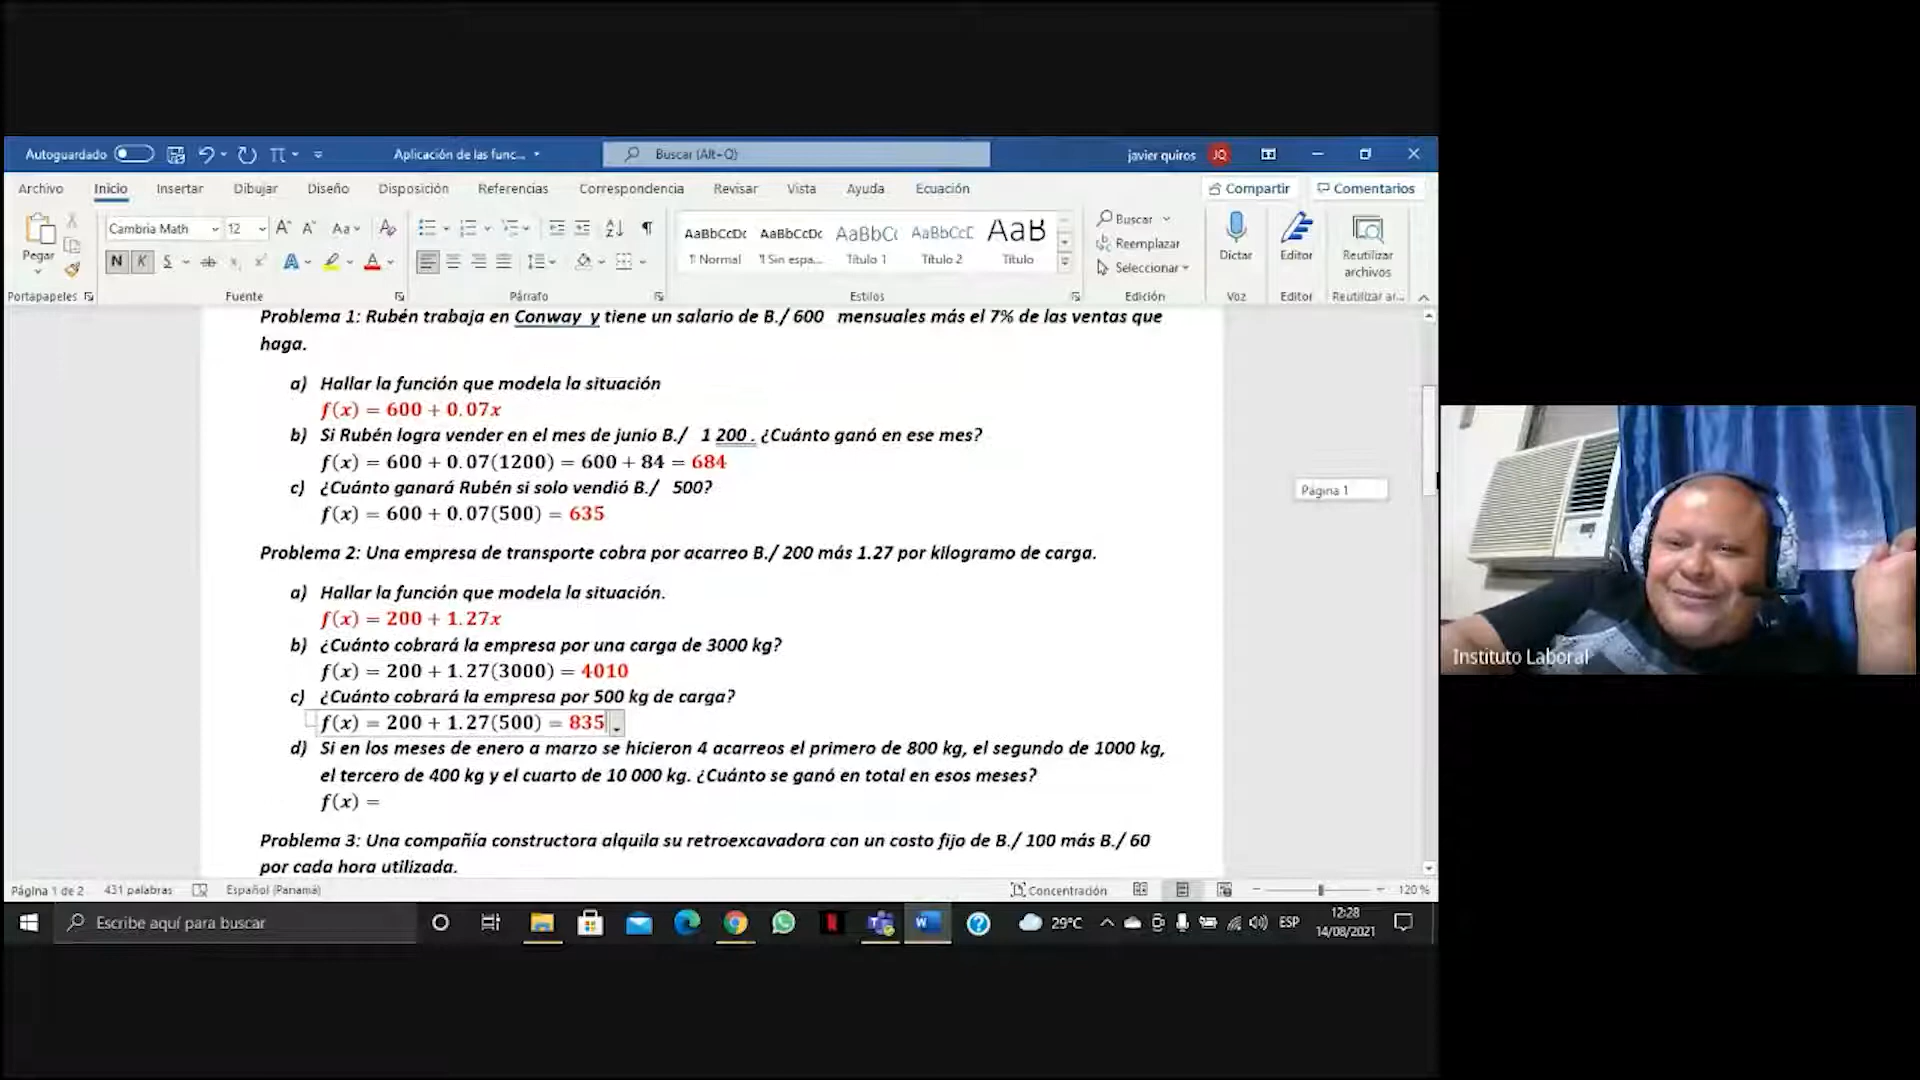 Autoguardado
Aplicación de las func...
Buscar (Alt+Q)
javier quiros
JQ
Archivo Inicio Insertar Dibujar Diseño Disposición Referencias Correspondencia Revisar Vista Ayuda Ecuación
Compartir Comentarios
Pegar
Portapapeles
Cambria Math 12
N K S ab
Fuente
Párrafo
AaBbCcDc AaBbCcDc AaBbC( AaBbCcE AaB
¶ Normal ¶ Sin espa... Título 1 Título 2 Título
Estilos
Buscar
Reemplazar
Seleccionar
Edición
Dictar
Voz
Editor
Editor
Reutilizar
archivos
Reutilizar ar...
Problema 1: Rubén trabaja en Conway y tiene un salario de B./ 600 mensuales más el 7% de las ventas que
haga.
a) Hallar la función que modela la situación
f(x) = 600 + 0.07x
b) Si Rubén logra vender en el mes de junio B./ 1 200 . ¿Cuánto ganó en ese mes?
f(x) = 600 + 0.07(1200) = 600 + 84 = 684
c) ¿Cuánto ganará Rubén si solo vendió B./ 500?
f(x) = 600 + 0.07(500) = 635
Problema 2: Una empresa de transporte cobra por acarreo B./ 200 más 1.27 por kilogramo de carga.
a) Hallar la función que modela la situación.
f(x) = 200 + 1.27x
b) ¿Cuánto cobrará la empresa por una carga de 3000 kg?
f(x) = 200 + 1.27(3000) = 4010
c) ¿Cuánto cobrará la empresa por 500 kg de carga?
f(x) = 200 + 1.27(500) = 835
d) Si en los meses de enero a marzo se hicieron 4 acarreos el primero de 800 kg, el segundo de 1000 kg,
el tercero de 400 kg y el cuarto de 10 000 kg. ¿Cuánto se ganó en total en esos meses?
f(x) =
Problema 3: Una compañía constructora alquila su retroexcavadora con un costo fijo de B./ 100 más B./ 60
por cada hora utilizada.
Página 1
Instituto Laboral
Página 1 de 2 431 palabras Español (Panamá) Concentración 120 %
Escribe aquí para buscar
29°C
ESP
12:28
14/08/2021